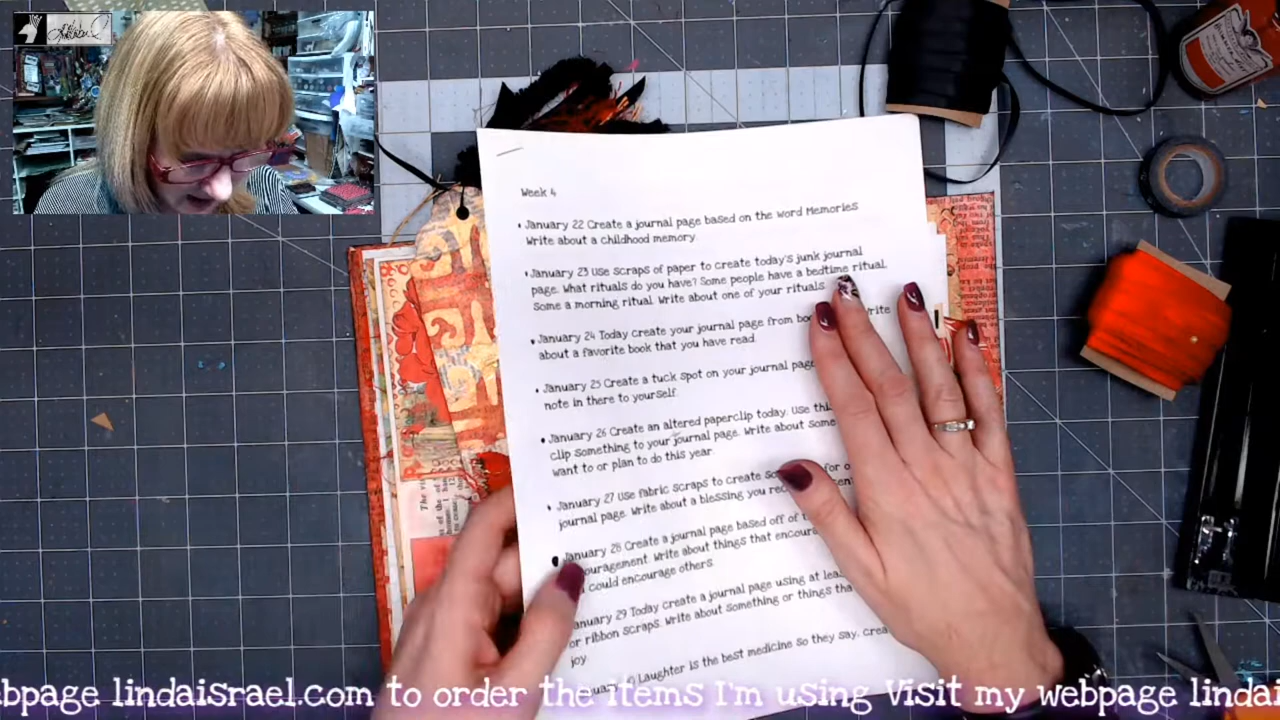 Week 4
• January 22 Create a journal page based on the word Memories
Write about a childhood memory
• January 23 Use scraps of paper to create today's junk journal
page. What rituals do you have? Some people have a bedtime ritual.
Some a morning ritual. Write about one of your rituals.
• January 24 Today create your journal page from
about a favorite book that you have read.
• January 25 Create a tuck spot on your journal page
note in there to yourself.
• January 26 Create an altered paperclip today. Use this
clip something to your journal page. Write about some
want to or plan to do this year.
• January 27 Use fabric scraps to create for
journal page. Write about a blessing you
January 28 Create a journal page based off of
Write about things that
could encourage others.
January 29 Today create a journal page using at
or ribbon scraps. Write about something or things
joy.
Laughter is the best medicine so they say.
lindaisrael.com to order the items I'm using Visit my webpage